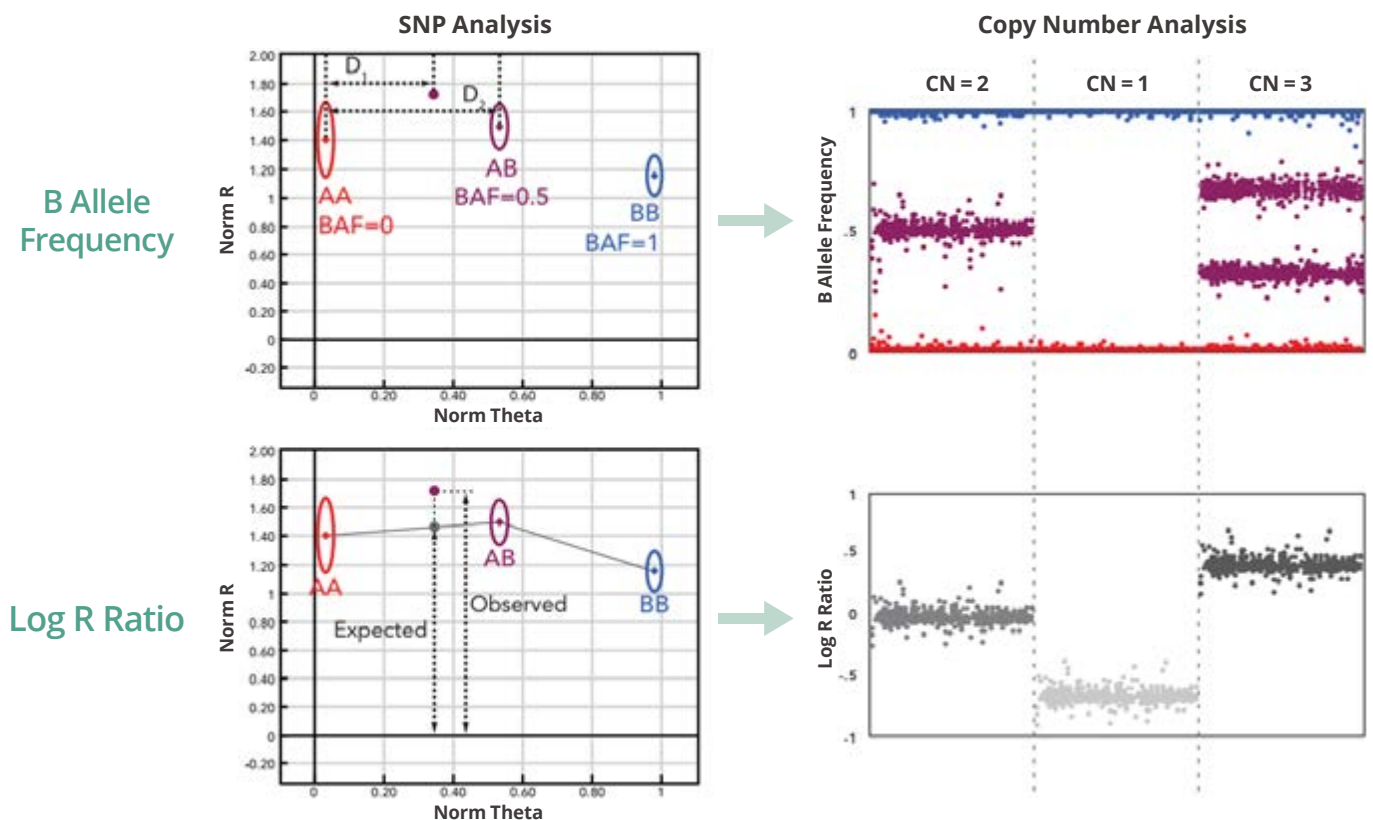 SNP Analysis
Copy Number Analysis
B Allele
Frequency
Norm R
2.00
1.80
1.60
1.40
1.20
1
0.80
0.60
0.40
0.20
0
-0.20
D1
D2
AA
BAF=0
AB
BAF=0.5
BB
BAF=1
0
0.20
0.40
0.60
0.80
1
Norm Theta
CN = 2
CN = 1
CN = 3
B Allele Frequency
1
.5
0
Log R Ratio
Norm R
2.00
1.80
1.60
1.40
1.20
1
0.80
0.60
0.40
0.20
0
-0.20
AA
AB
BB
Expected
Observed
0
0.20
0.40
0.60
0.80
1
Norm Theta
Log R Ratio
1
.5
0
-.5
-1